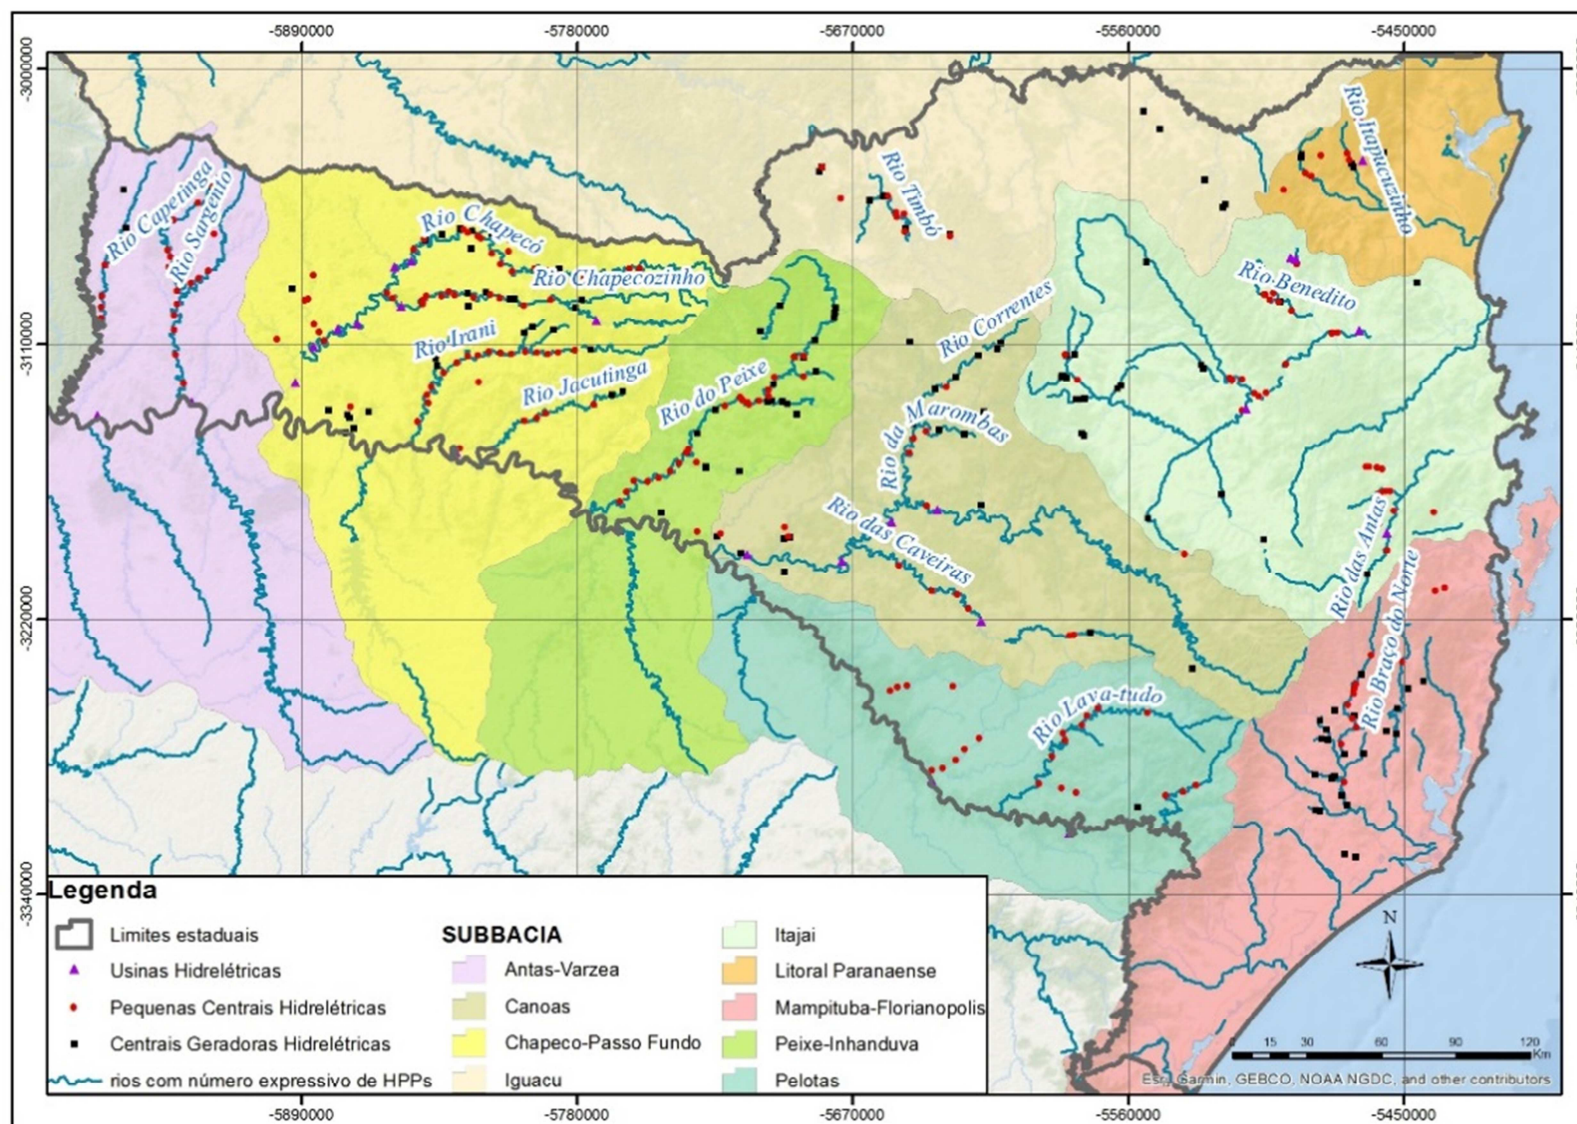 -5890000 -5780000 -5670000 -5560000 -5450000
-3000000
-3110000
-3220000
-3340000
Rio Capetinga
Rio Sargento
Rio Chapecó
Rio Chapecozinho
Rio Irani
Rio Jacutinga
Rio do Peixe
Rio Timbó
Rio Correntes
Rio da Marombas
Rio das Caveiras
Rio Lava-tudo
Rio Itapucuzinho
Rio Benedito
Rio das Antas
Rio Braço do Norte
Legenda
Limites estaduais
Usinas Hidrelétricas
Pequenas Centrais Hidrelétricas
Centrais Geradoras Hidrelétricas
rios com número expressivo de HPPs
SUBBACIA
Antas-Varzea
Canoas
Chapeco-Passo Fundo
Iguacu
Itajai
Litoral Paranaense
Mampituba-Florianopolis
Peixe-Inhanduva
Pelotas
N
15 30 60 90 120
Km
Garmin, GEBCO, NOAA NGDC, and other contributors
-5890000 -5780000 -5670000 -5560000 -5450000